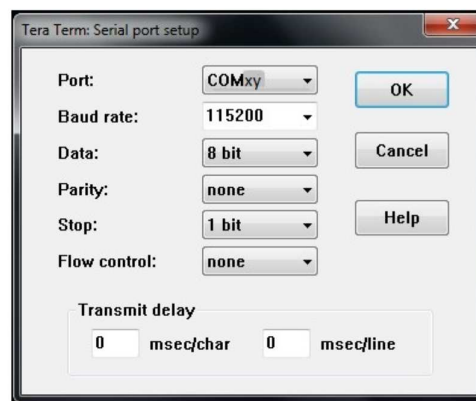 Tera Term: Serial port setup
Port: COMxy
Baud rate: 115200
Data: 8 bit
Parity: none
Stop: 1 bit
Flow control: none
OK
Cancel
Help
Transmit delay
0 msec/char 0 msec/line